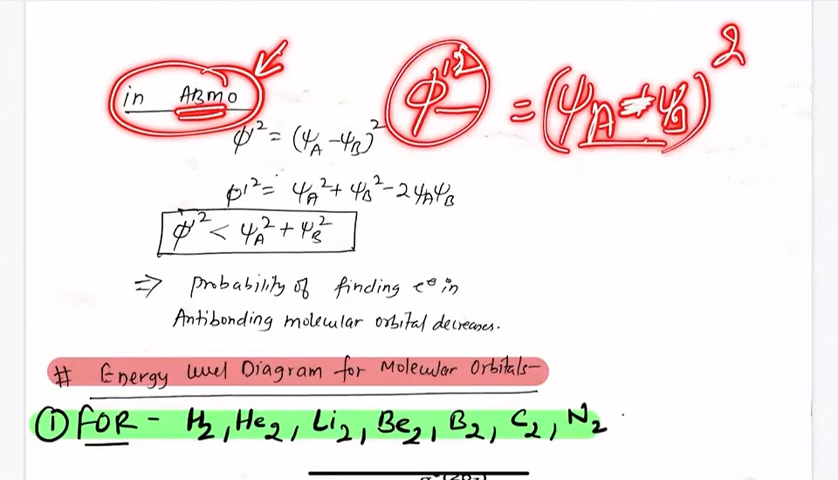 in ABMO
ϕ'² = (ψA - ψB)²
ϕ'² = (ψA - ψB)²
ϕ'² = ψA² + ψB² - 2ψAψB
ϕ'² < ψA² + ψB²
⇒ probability of finding e⊖ in
Antibonding molecular orbital decreases.
# Energy level Diagram for Molecular Orbitals-
① FOR - H₂, He₂, Li₂, Be₂, B₂, C₂, N₂